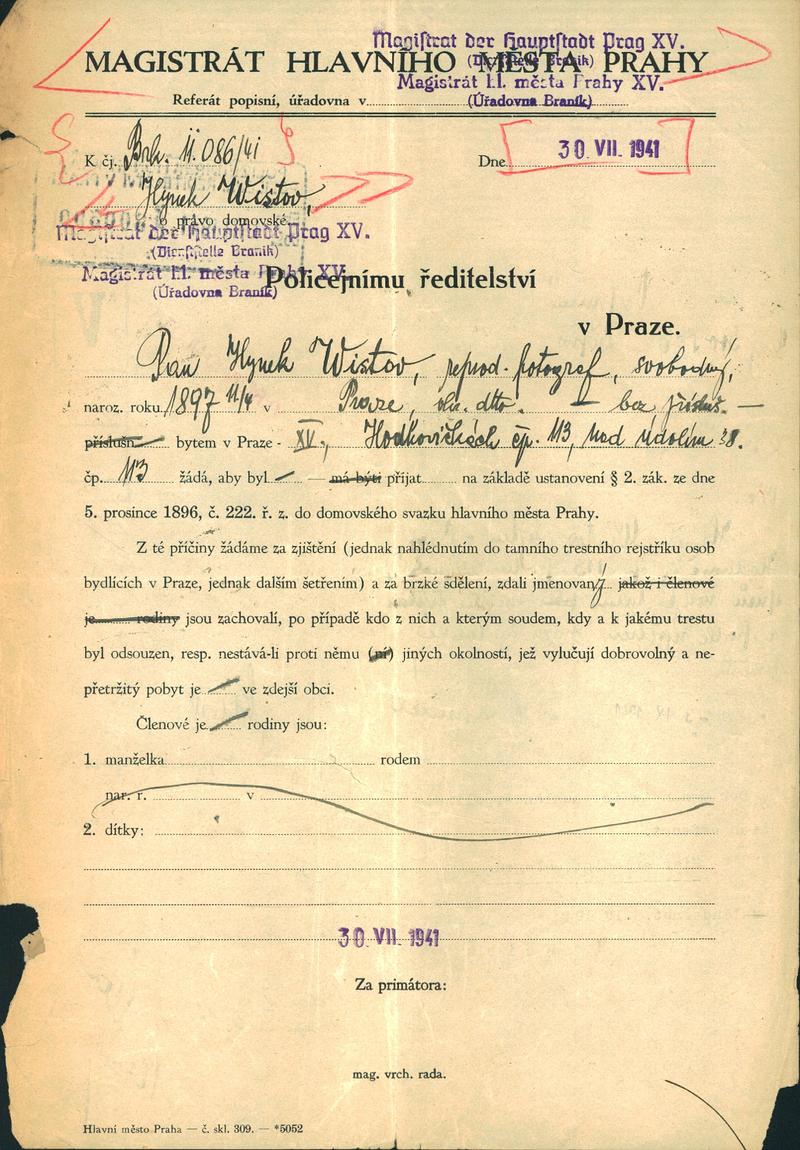 Magistrat der Hauptstadt Prag XV.
MAGISTRÁT HLAVNÍHO MĚSTA PRAHY
(Dienststelle Branik)
Magistrát hl. města Prahy XV.
Referát popisní, úřadovna v
(Úřadovna Braník)
K čj. Brk. II. 086/41
Dne 30. VII. 1941
Hynek Wistov,
o právo domovské.
Magistrat der Hauptstadt Prag XV.
(Dienststelle Branik)
Magistrát hl. města Prahy XV.
(Úřadovna Braník)
Policejnímu ředitelství
v Praze.
Pan Hynek Wistov, reprod. fotograf, svobodný,
naroz. roku 1897 11/4 v Praze, okr. dtto. — bez přísluš. —
příslušn. bytem v Praze - XV., Hodkovičkách čp. 113, Nad údolím 38.
čp. 113 žádá, aby byl — má býti přijat na základě ustanovení § 2. zák. ze dne
5. prosince 1896, č. 222. ř. z. do domovského svazku hlavního města Prahy.
Z té příčiny žádáme za zjištění (jednak nahlédnutím do tamního trestního rejstříku osob
bydlících v Praze, jednak dalším šetřením) a za brzké sdělení, zdali jmenovaný jakož i členové
je rodiny jsou zachovalí, po případě kdo z nich a kterým soudem, kdy a k jakému trestu
byl odsouzen, resp. nestává-li proti němu (ní) jiných okolností, jež vylučují dobrovolný a ne-
přetržitý pobyt je ve zdejší obci.
Členové je rodiny jsou:
1. manželka rodem
nar. r. v
2. dítky:
30. VII. 1941
Za primátora:
mag. vrch. rada.
Hlavní město Praha — č. skl. 309. — *5052